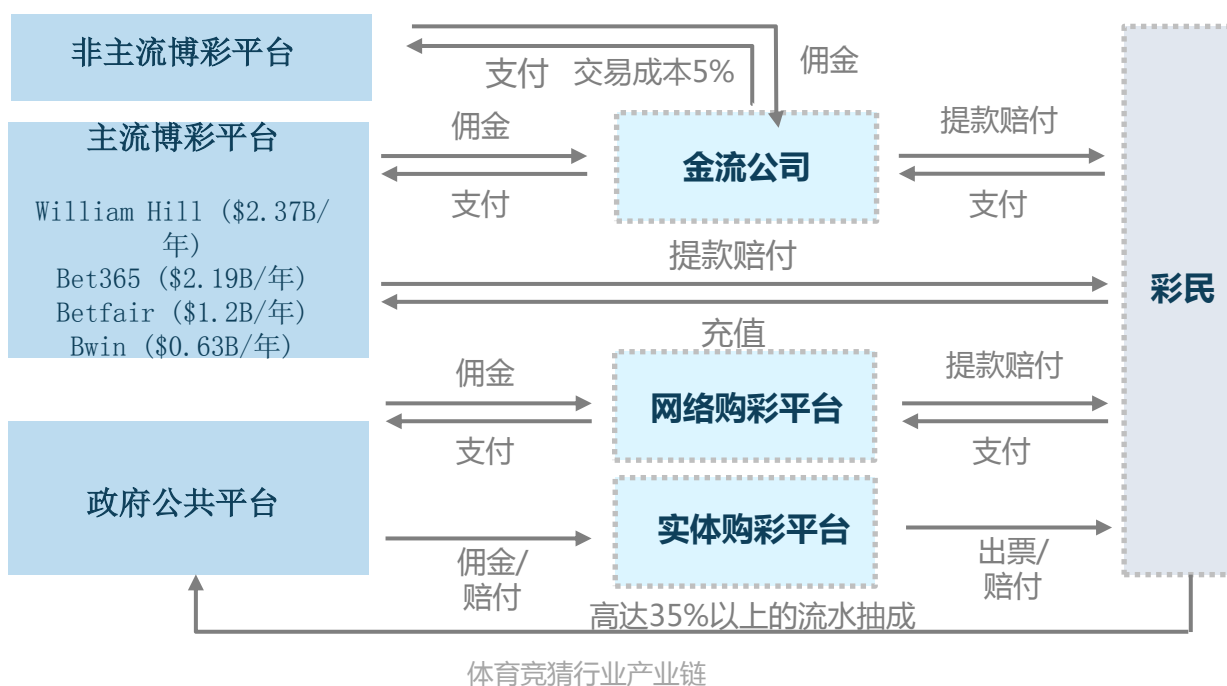 非主流博彩平台
支付
交易成本5%
佣金
主流博彩平台
William Hill ($2.37B/
年)
Bet365 ($2.19B/年)
Betfair ($1.2B/年)
Bwin ($0.63B/年)
佣金
支付
金流公司
提款赔付
支付
提款赔付
充值
彩民
佣金
支付
网络购彩平台
提款赔付
支付
政府公共平台
佣金/
赔付
实体购彩平台
出票/
赔付
高达35%以上的流水抽成
体育竞猜行业产业链